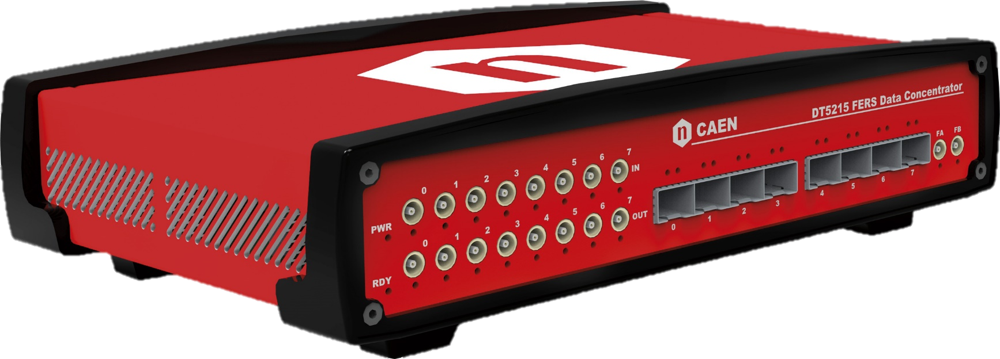 n
n CAEN
DT5215 FERS Data Concentrator
0 1 2 3 4 5 6 7 IN
PWR
0 1 2 3 4 5 6 7 OUT
RDY
0 1 2 3
4 5 6 7
FA FB